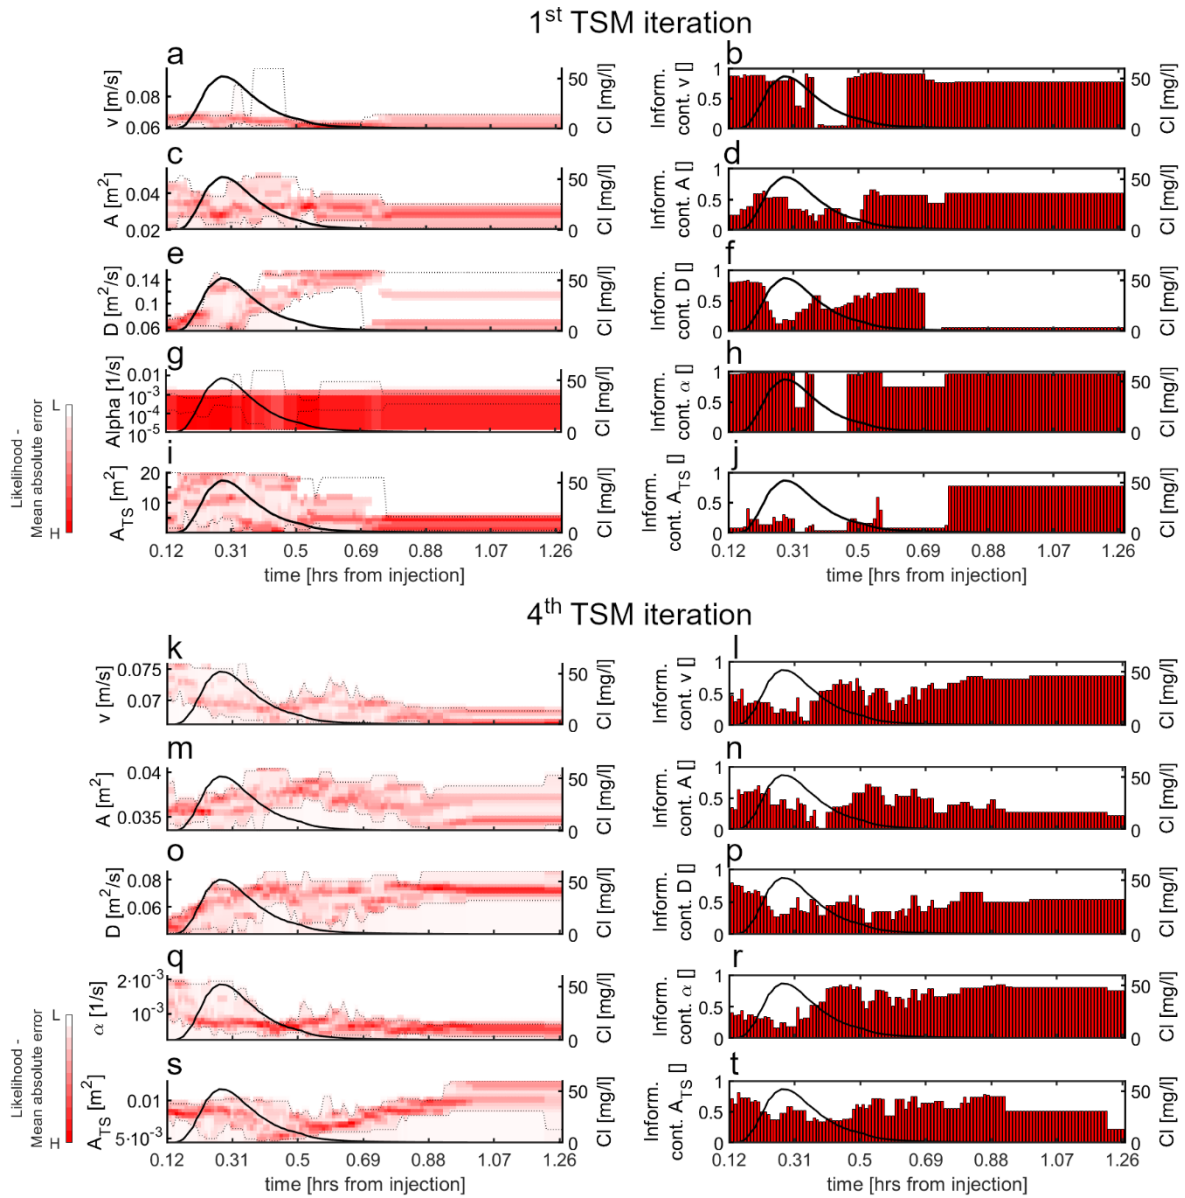 1st TSM iteration
a
v [m/s]
0.08
0.06
50
0
Cl [mg/l]
b
Inform.
cont. v []
1
0.5
0
50
0
Cl [mg/l]
c
A [m2]
0.04
0.02
50
0
Cl [mg/l]
d
Inform.
cont. A []
1
0.5
0
50
0
Cl [mg/l]
e
D [m2/s]
0.14
0.1
0.06
50
0
Cl [mg/l]
f
Inform.
cont. D []
1
0.5
0
50
0
Cl [mg/l]
g
Alpha [1/s]
0.01
10-3
10-4
10-5
50
0
Cl [mg/l]
h
Inform.
cont. α []
1
0.5
0
50
0
Cl [mg/l]
i
ATS [m2]
20
10
50
0
Cl [mg/l]
j
Inform.
cont. ATS []
1
0.5
0
50
0
Cl [mg/l]
Likelihood -
Mean absolute error
L
H
0.12 0.31 0.5 0.69 0.88 1.07 1.26
time [hrs from injection]
0.12 0.31 0.5 0.69 0.88 1.07 1.26
time [hrs from injection]
4th TSM iteration
k
v [m/s]
0.075
0.07
50
0
Cl [mg/l]
l
Inform.
cont. v []
1
0.5
0
50
0
Cl [mg/l]
m
A [m2]
0.04
0.035
50
0
Cl [mg/l]
n
Inform.
cont. A []
1
0.5
0
50
0
Cl [mg/l]
o
D [m2/s]
0.08
0.06
50
0
Cl [mg/l]
p
Inform.
cont. D []
1
0.5
0
50
0
Cl [mg/l]
q
α [1/s]
2·10-3
10-3
50
0
Cl [mg/l]
r
Inform.
cont. α []
1
0.5
0
50
0
Cl [mg/l]
s
ATS [m2]
0.01
5·10-3
50
0
Cl [mg/l]
t
Inform.
cont. ATS []
1
0.5
0
50
0
Cl [mg/l]
Likelihood -
Mean absolute error
L
H
0.12 0.31 0.5 0.69 0.88 1.07 1.26
time [hrs from injection]
0.12 0.31 0.5 0.69 0.88 1.07 1.26
time [hrs from injection]